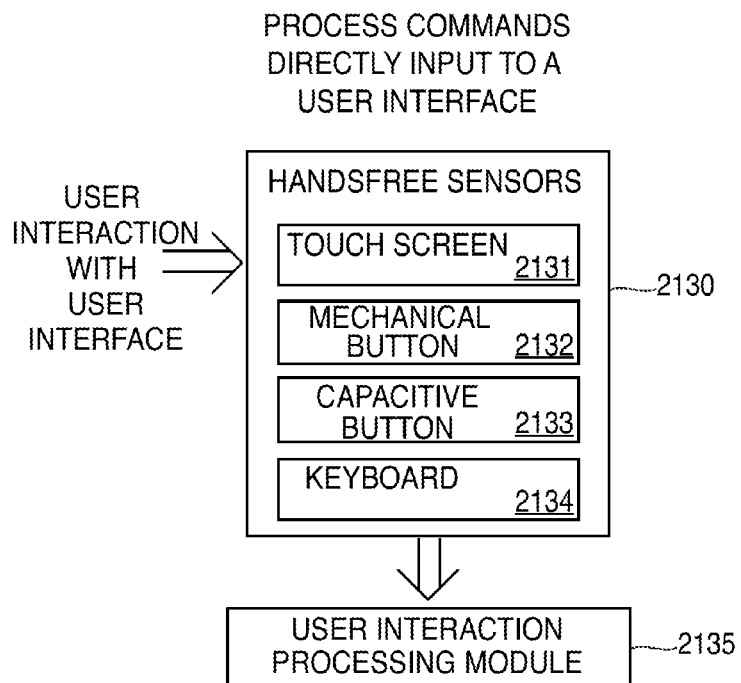 PROCESS COMMANDS
DIRECTLY INPUT TO A
USER INTERFACE
USER
INTERACTION
WITH
USER
INTERFACE
HANDSFREE SENSORS
TOUCH SCREEN
2131
MECHANICAL
BUTTON
2132
CAPACITIVE
BUTTON
2133
KEYBOARD
2134
2130
USER INTERACTION
PROCESSING MODULE
2135